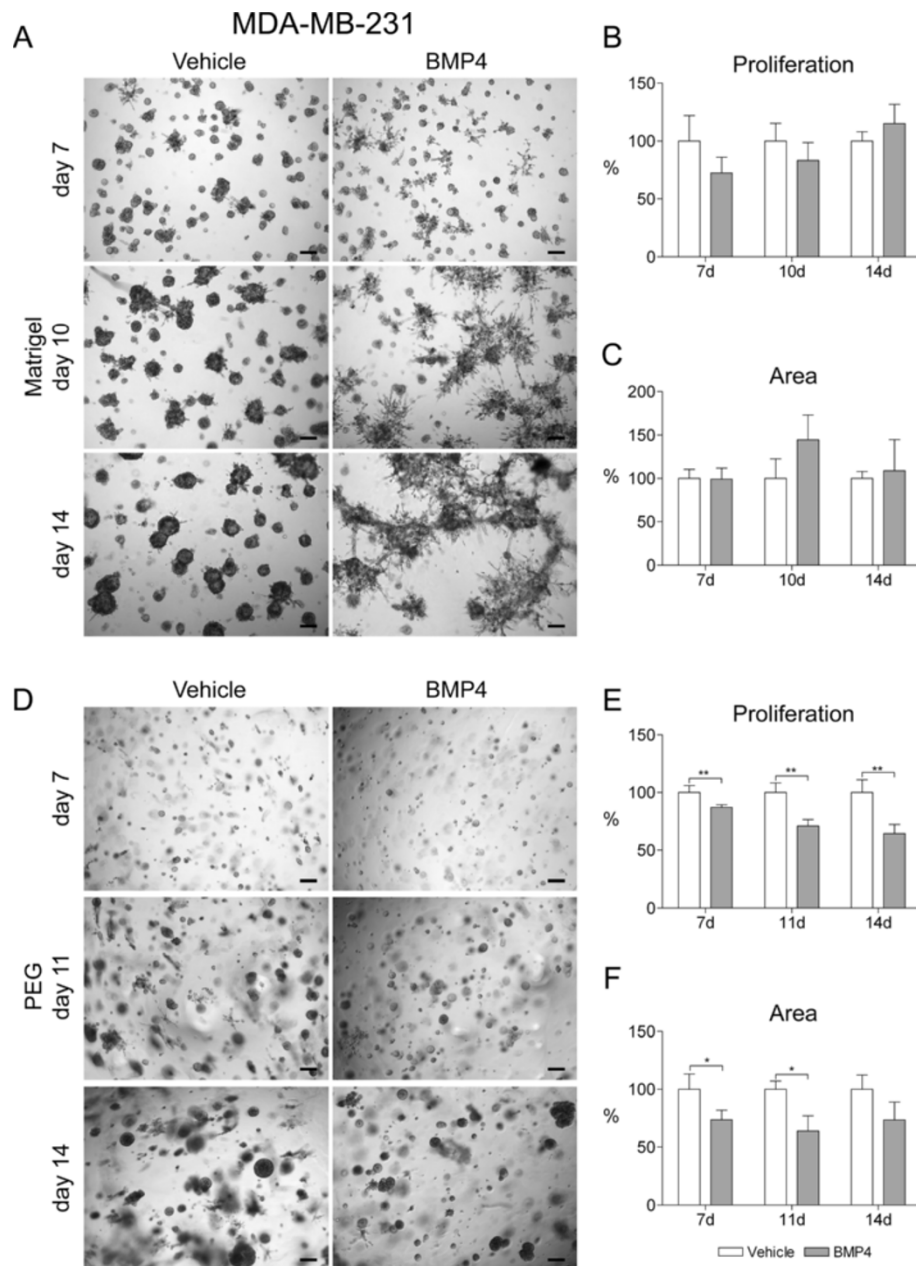 MDA-MB-231
A
Vehicle
BMP4
Matrigel
day 7
day 10
day 14
B
Proliferation
150
100
%
50
0
7d
10d
14d
C
Area
200
150
%
100
50
0
7d
10d
14d
D
Vehicle
BMP4
PEG
day 7
day 11
day 14
E
Proliferation
150
**
**
**
100
%
50
0
7d
11d
14d
F
Area
150
*
*
100
%
50
0
7d
11d
14d
Vehicle
BMP4